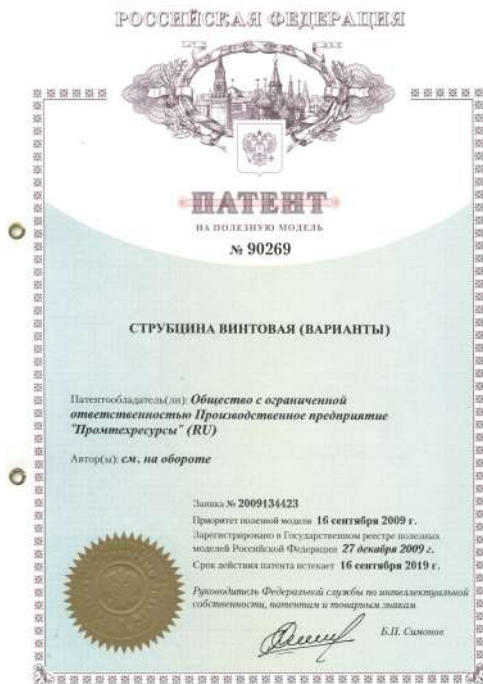 РОССИЙСКАЯ ФЕДЕРАЦИЯ
ПАТЕНТ
НА ПОЛЕЗНУЮ МОДЕЛЬ
№ 90269
СТРУБЦИНА ВИНТОВАЯ (ВАРИАНТЫ)
Патентообладатель(ли): Общество с ограниченной
ответственностью Производственное предприятие
"Промтехресурсы" (RU)
Автор(ы): см. на обороте
Заявка № 2009134423
Приоритет полезной модели 16 сентября 2009 г.
Зарегистрировано в Государственном реестре полезных
моделей Российской Федерации 27 декабря 2009 г.
Срок действия патента истекает 16 сентября 2019 г.
Руководитель Федеральной службы по интеллектуальной
собственности, патентам и товарным знакам
Б.П. Симонов